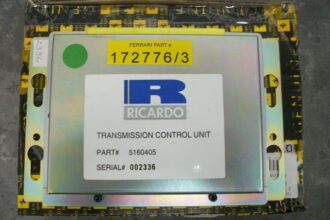 FERRARI PART #
172776/3
R
RICARDO
TRANSMISSION CONTROL UNIT
PART# 5160405
SERIAL# 002336